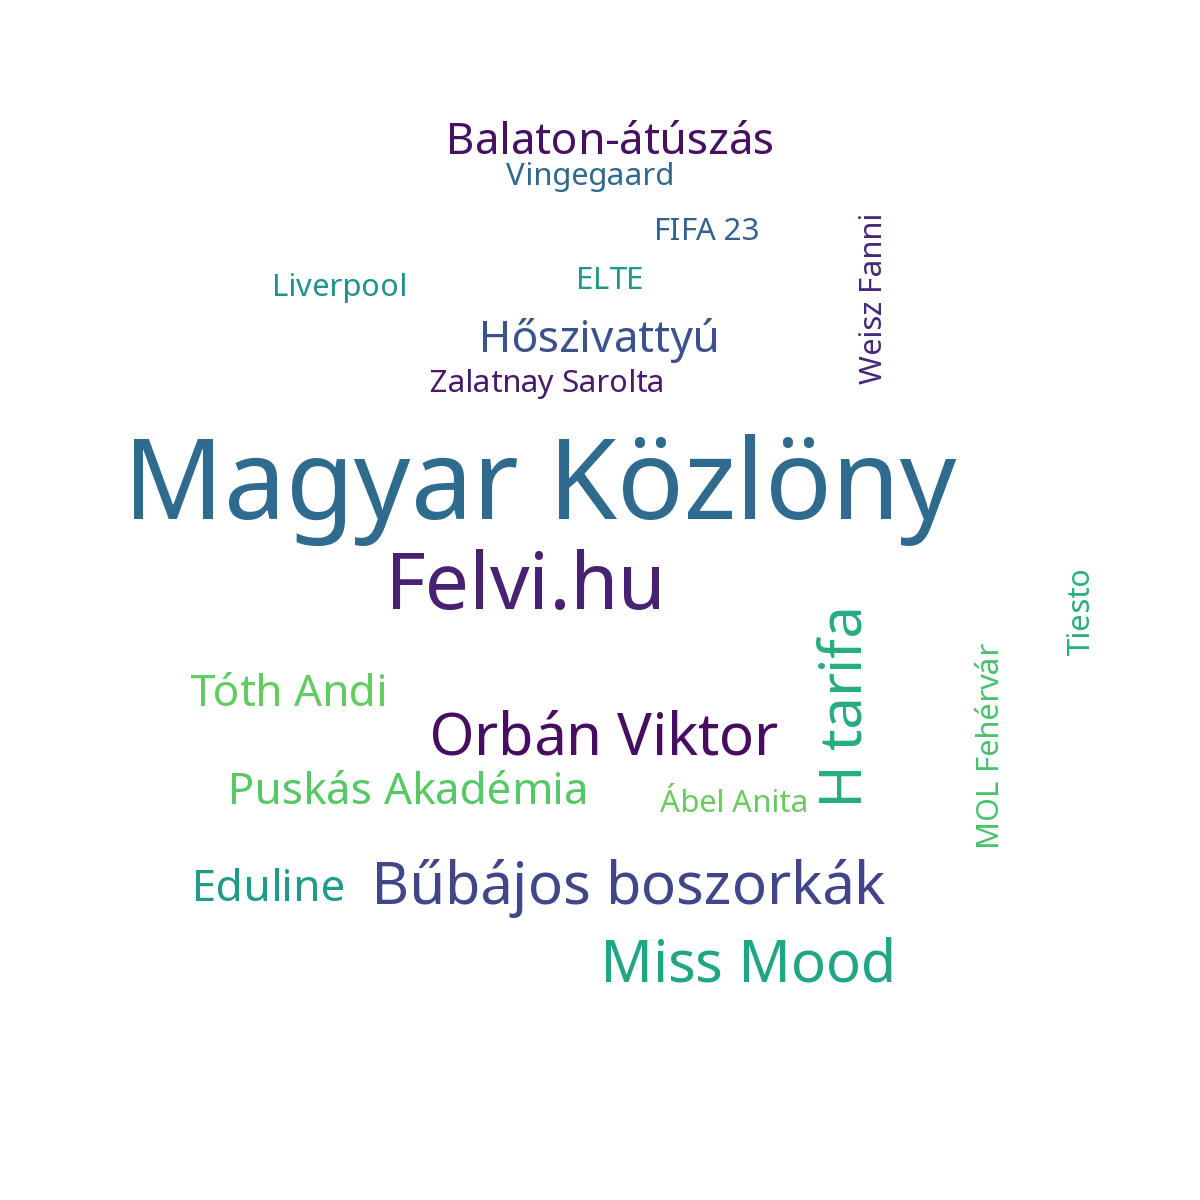 Balaton-átúszás
Vingegaard
FIFA 23
Weisz Fanni
Liverpool
ELTE
Hőszivattyú
Zalatnay Sarolta
Magyar Közlöny
Felvi.hu
Tiesto
H tarifa
MOL Fehérvár
Tóth Andi
Orbán Viktor
Puskás Akadémia
Ábel Anita
Eduline
Bűbájos boszorkák
Miss Mood